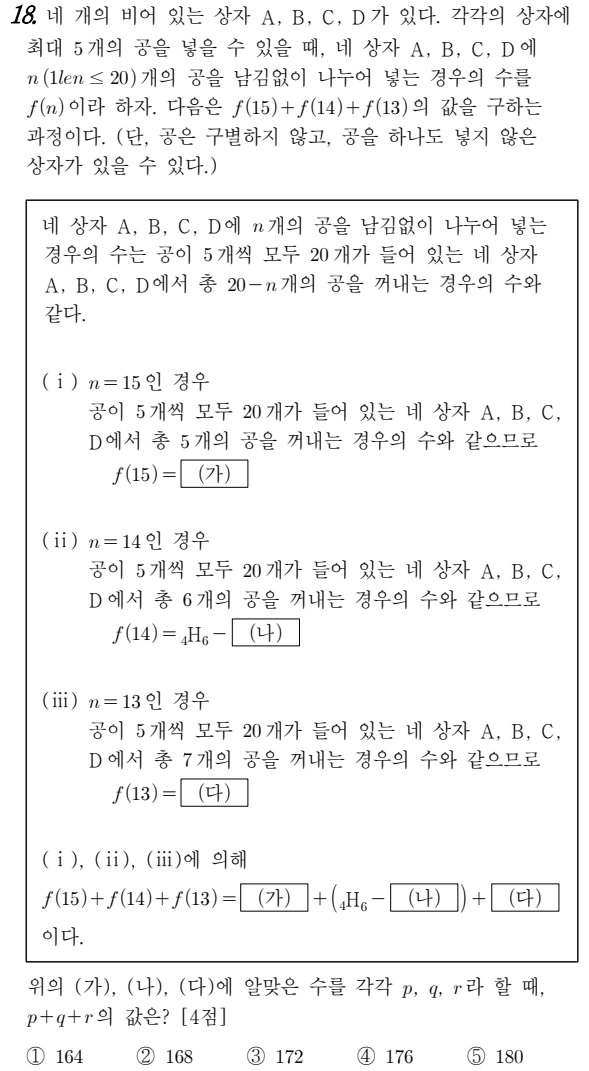 18. 네 개의 비어 있는 상자 A, B, C, D가 있다. 각각의 상자에
최대 5개의 공을 넣을 수 있을 때, 네 상자 A, B, C, D에
n(1len ≤ 20)개의 공을 남김없이 나누어 넣는 경우의 수를
f(n)이라 하자. 다음은 f(15)+f(14)+f(13)의 값을 구하는
과정이다. (단, 공은 구별하지 않고, 공을 하나도 넣지 않은
상자가 있을 수 있다.)
네 상자 A, B, C, D에 n개의 공을 남김없이 나누어 넣는
경우의 수는 공이 5개씩 모두 20개가 들어 있는 네 상자
A, B, C, D에서 총 20-n개의 공을 꺼내는 경우의 수와
같다.
(ⅰ) n=15인 경우
공이 5개씩 모두 20개가 들어 있는 네 상자 A, B, C,
D에서 총 5개의 공을 꺼내는 경우의 수와 같으므로
f(15)= (가)
(ⅱ) n=14인 경우
공이 5개씩 모두 20개가 들어 있는 네 상자 A, B, C,
D에서 총 6개의 공을 꺼내는 경우의 수와 같으므로
f(14)=₄H₆- (나)
(ⅲ) n=13인 경우
공이 5개씩 모두 20개가 들어 있는 네 상자 A, B, C,
D에서 총 7개의 공을 꺼내는 경우의 수와 같으므로
f(13)= (다)
(ⅰ), (ⅱ), (ⅲ)에 의해
f(15)+f(14)+f(13)= (가) +(₄H₆- (나) )+ (다)
이다.
위의 (가), (나), (다)에 알맞은 수를 각각 p, q, r라 할 때,
p+q+r의 값은? [4점]
① 164 ② 168 ③ 172 ④ 176 ⑤ 180